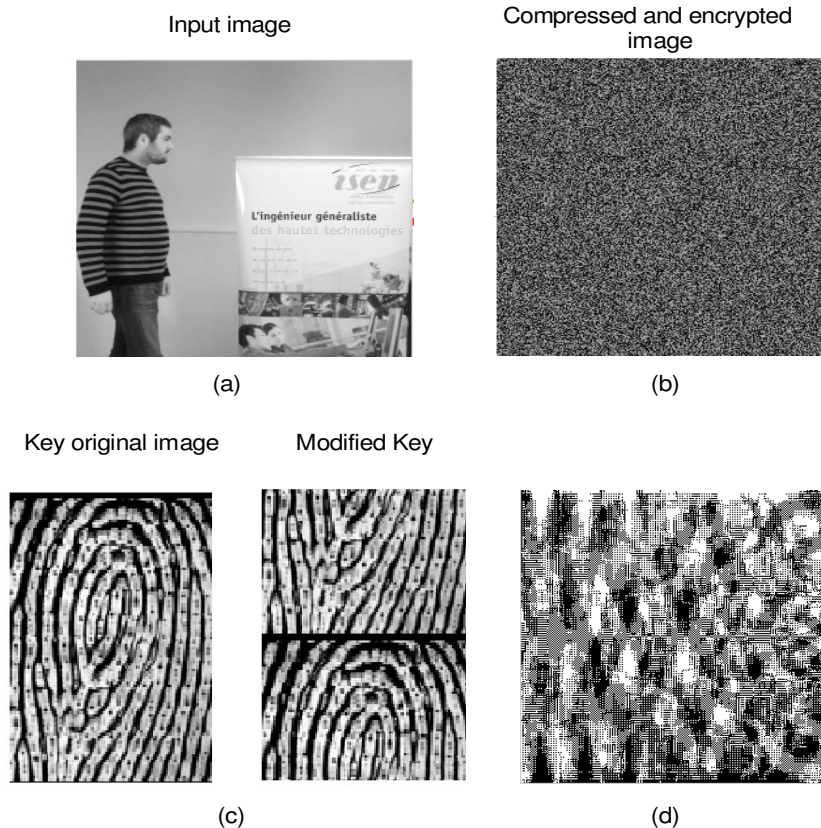 Input image
Compressed and encrypted
image
isen
L'ingénieur généraliste
des hautes technologies
(a)
(b)
Key original image
Modified Key
(c)
(d)